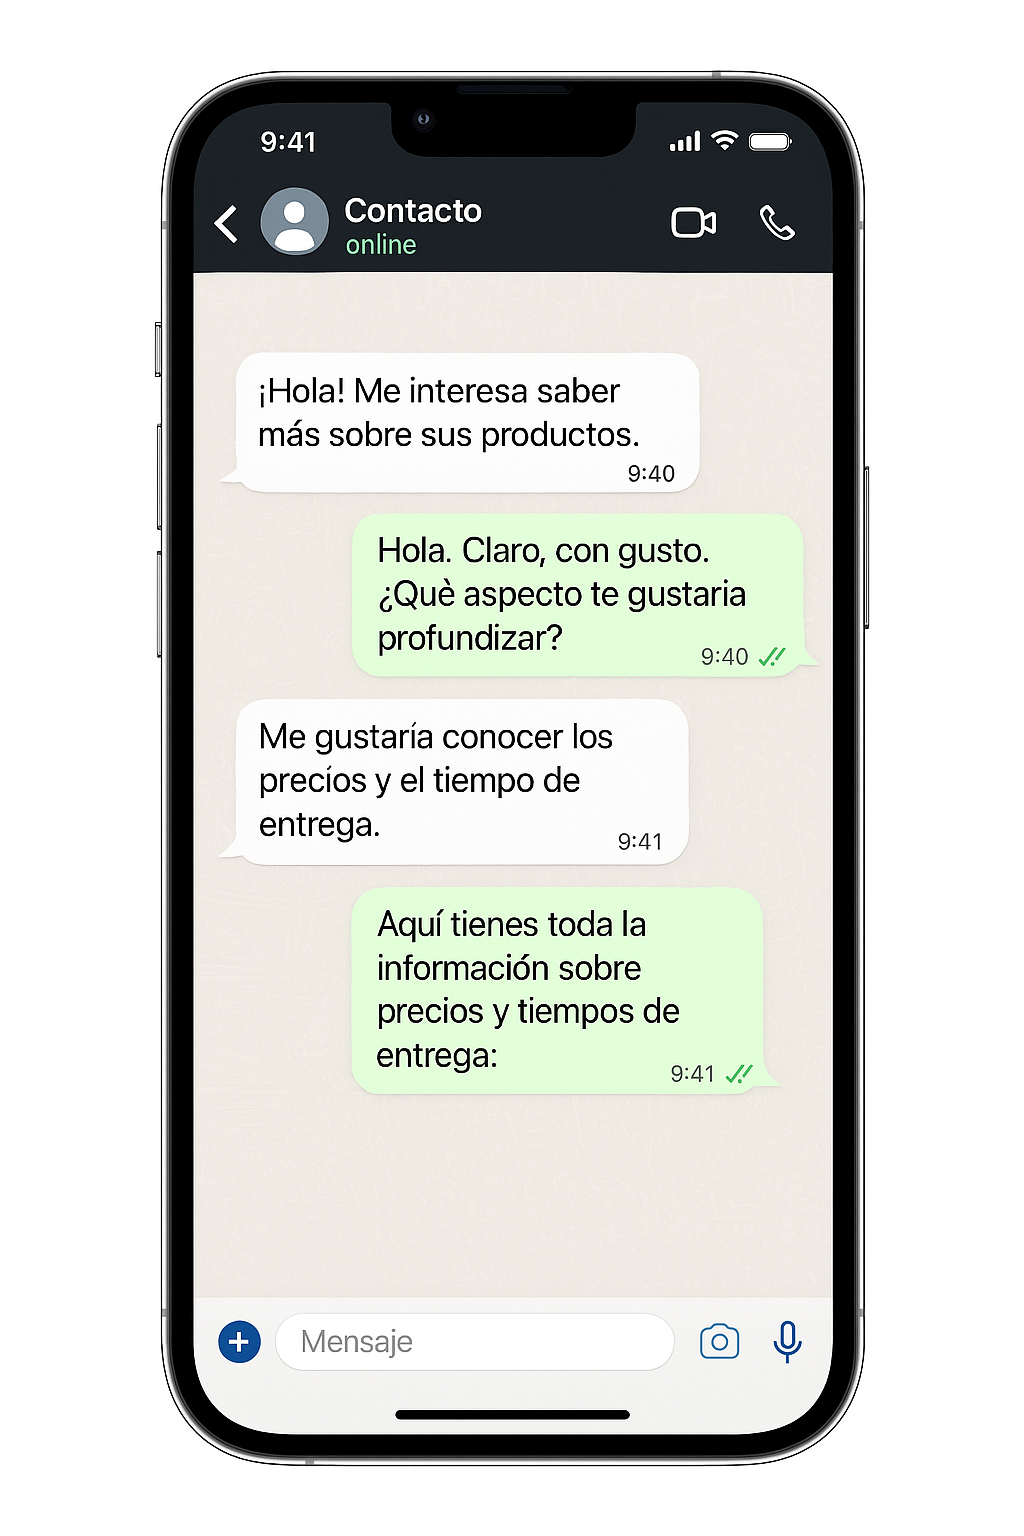 9:41
Contacto
online
¡Hola! Me interesa saber
más sobre sus productos.
9:40
Hola. Claro, con gusto.
¿Què aspecto te gustaria
profundizar?
9:40
Me gustaría conocer los
precíos y el tiempo de
entrega.
9:41
Aquí tienes toda la
información sobre
precios y tiempos de
entrega:
9:41
Mensaje